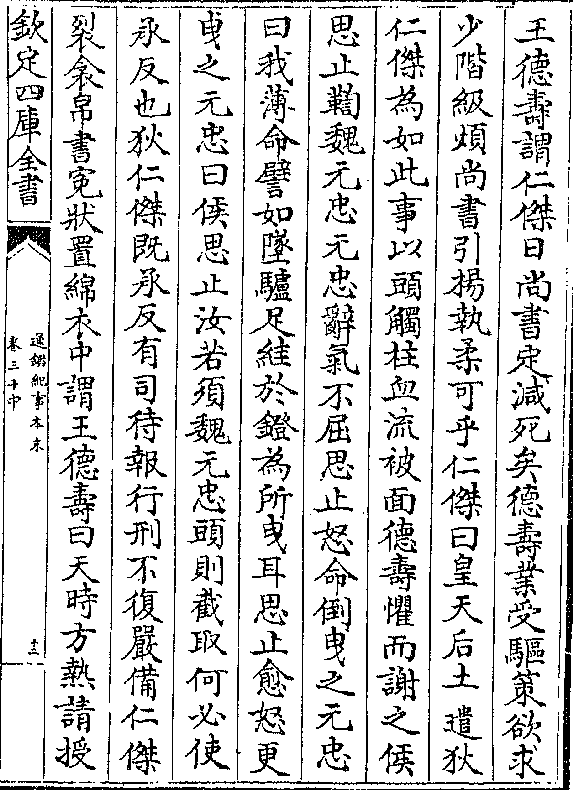 王德壽謂仁傑曰尚書定減死矣德壽業受驅策欲求
少階級煩尚書引揚執柔可乎仁傑曰皇天后土遣狄
仁傑為如此事以頭觸柱血流被面德壽懼而謝之侯
思止鞫魏元忠元忠辭氣不屈思止怒命倒曵之元忠
曰我薄命譬如墜驢足絓於鐙為所曵耳思止愈怒更
曵之元忠曰侯思止汝若須魏元忠頭則截取何必使
承反也狄仁傑既承反有司待報行刑不復嚴備仁傑
裂衾帛書寃狀置綿衣中謂王德壽曰天時方熱請授
欽定四庫全書
通鑑紀事本末
卷三十中
十三